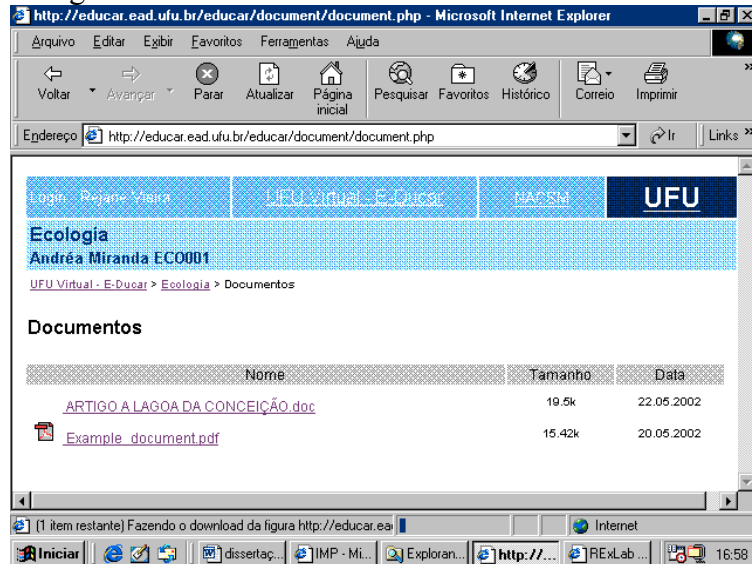 http://educar.ead.ufu.br/educar/document/document.php - Microsoft Internet Explorer
Arquivo Editar Exibir Favoritos Ferramentas Ajuda
Voltar Avançar Parar Atualizar Página inicial Pesquisar Favoritos Histórico Correio Imprimir
Endereço http://educar.ead.ufu.br/educar/document/document.php Ir Links
Login : Rejane Vieira UFU Virtual - E-Ducar NACSM UFU
Ecologia
Andréa Miranda ECO001
UFU Virtual - E-Ducar > Ecologia > Documentos
Documentos
Nome Tamanho Data
ARTIGO A LAGOA DA CONCEIÇÃO.doc 19.5k 22.05.2002
Example_document.pdf 15.42k 20.05.2002
(1 item restante) Fazendo o download da figura http://educar.ea Internet
Iniciar dissertaç... IMP - Mi... Exploran... http://... RExLab ... 16:58